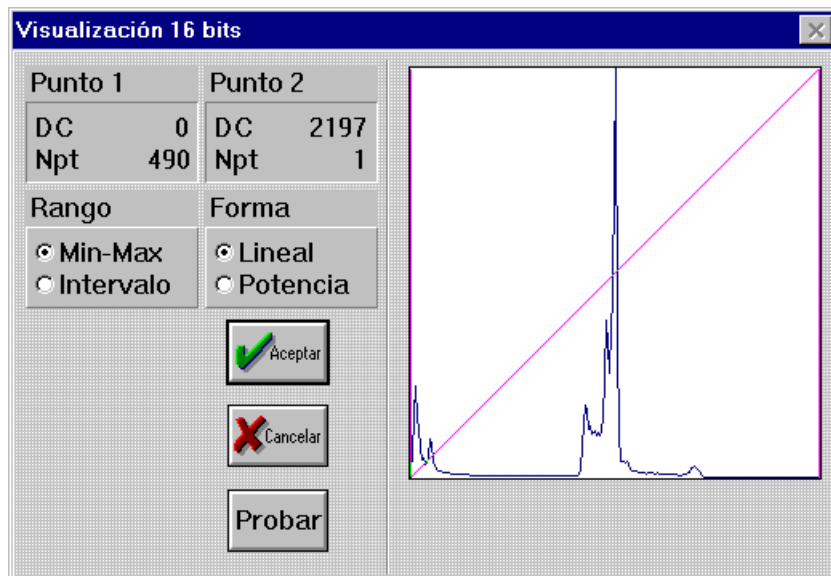 Visualización 16 bits
Punto 1
DC 0
Npt 490
Punto 2
DC 2197
Npt 1
Rango
Min-Max
Intervalo
Forma
Lineal
Potencia
Aceptar
Cancelar
Probar